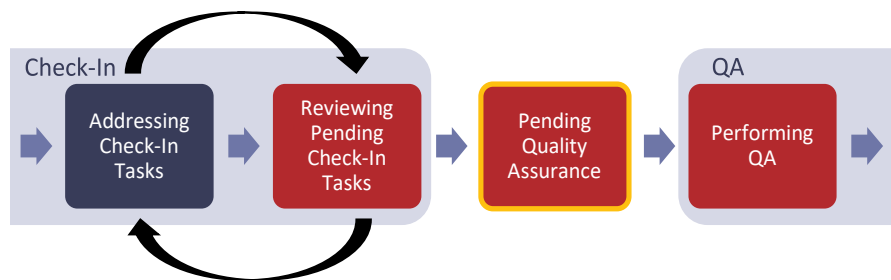 Check-In
Addressing
Check-In
Tasks
Reviewing
Pending
Check-In
Tasks
Pending
Quality
Assurance
QA
Performing
QA